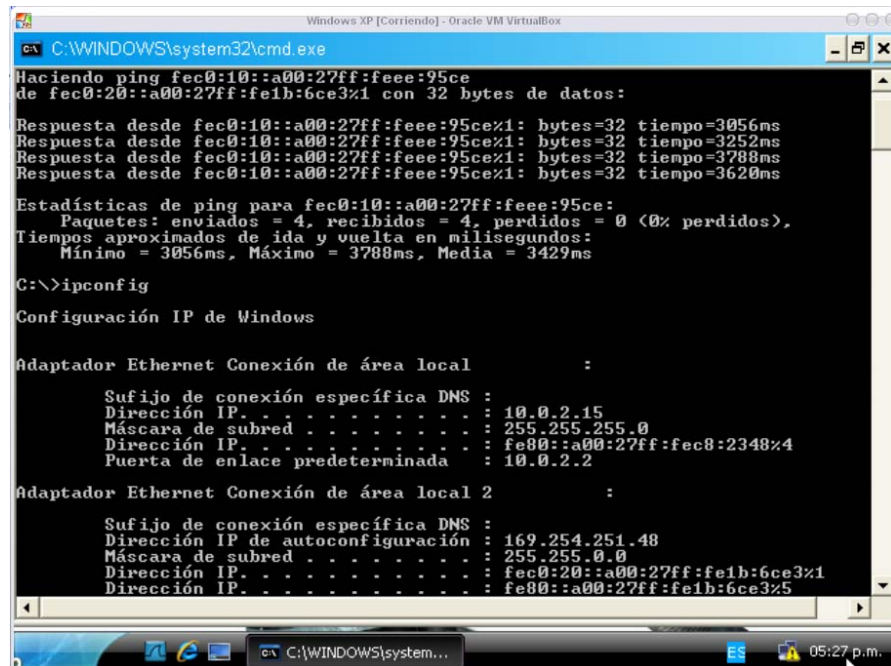 Windows XP [Corriendo] - Oracle VM VirtualBox
C:\WINDOWS\system32\cmd.exe
Haciendo ping fec0:10::a00:27ff:feee:95ce
de fec0:20::a00:27ff:fe1b:6ce3%1 con 32 bytes de datos:
Respuesta desde fec0:10::a00:27ff:feee:95ce%1: bytes=32 tiempo=3056ms
Respuesta desde fec0:10::a00:27ff:feee:95ce%1: bytes=32 tiempo=3252ms
Respuesta desde fec0:10::a00:27ff:feee:95ce%1: bytes=32 tiempo=3788ms
Respuesta desde fec0:10::a00:27ff:feee:95ce%1: bytes=32 tiempo=3620ms
Estadísticas de ping para fec0:10::a00:27ff:feee:95ce:
Paquetes: enviados = 4, recibidos = 4, perdidos = 0 (0% perdidos),
Tiempos aproximados de ida y vuelta en milisegundos:
Mínimo = 3056ms, Máximo = 3788ms, Media = 3429ms
C:\>ipconfig
Configuración IP de Windows
Adaptador Ethernet Conexión de área local :
Sufijo de conexión específica DNS :
Dirección IP. . . . . . . . . . . : 10.0.2.15
Máscara de subred . . . . . . . . : 255.255.255.0
Dirección IP. . . . . . . . . . . : fe80::a00:27ff:fec8:2348%4
Puerta de enlace predeterminada : 10.0.2.2
Adaptador Ethernet Conexión de área local 2 :
Sufijo de conexión específica DNS :
Dirección IP de autoconfiguración : 169.254.251.48
Máscara de subred . . . . . . . . : 255.255.0.0
Dirección IP. . . . . . . . . . . : fec0:20::a00:27ff:fe1b:6ce3%1
Dirección IP. . . . . . . . . . . : fe80::a00:27ff:fe1b:6ce3%5
C:\WINDOWS\system...
ES
05:27 p.m.